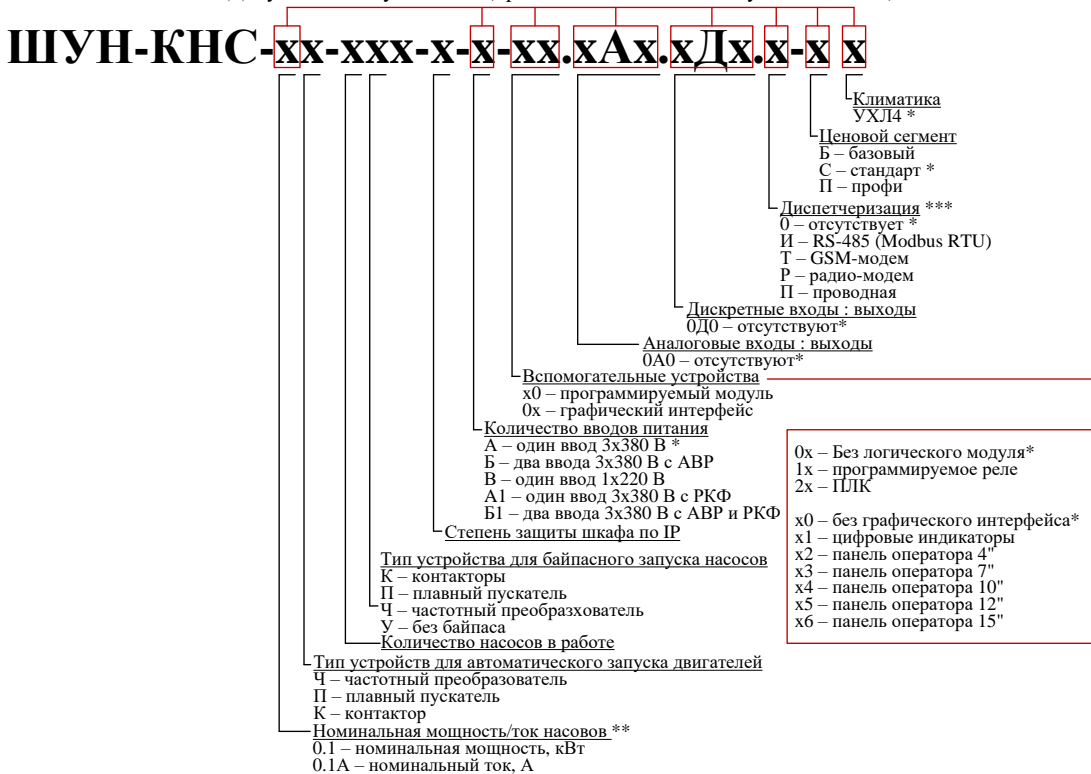 ШУН-КНС-хх-ххх-х-х-хх.хАх.хДх.х-х х
Климатика
УХЛ4 *
Ценовой сегмент
Б – базовый
С – стандарт *
П – профи
Диспетчеризация ***
0 – отсутствует *
И – RS-485 (Modbus RTU)
Т – GSM-модем
Р – радио-модем
П – проводная
Дискретные входы : выходы
0Д0 – отсутствуют*
Аналоговые входы : выходы
0А0 – отсутствуют*
Вспомогательные устройства
х0 – программируемый модуль
0х – графический интерфейс
Количество вводов питания
А – один ввод 3х380 В *
Б – два ввода 3х380 В с АВР
В – один ввод 1х220 В
А1 – один ввод 3х380 В с РКФ
Б1 – два ввода 3х380 В с АВР и РКФ
0х – Без логического модуля*
1х – программируемое реле
2х – ПЛК
х0 – без графического интерфейса*
х1 – цифровые индикаторы
х2 – панель оператора 4"
х3 – панель оператора 7"
х4 – панель оператора 10"
х5 – панель оператора 12"
х6 – панель оператора 15"
Степень защиты шкафа по IP
Тип устройства для байпасного запуска насосов
К – контакторы
П – плавный пускатель
Ч – частотный преобразхователь
У – без байпаса
Количество насосов в работе
Тип устройств для автоматического запуска двигателей
Ч – частотный преобразователь
П – плавный пускатель
К – контактор
Номинальная мощность/ток насовов **
0.1 – номинальная мощность, кВт
0.1А – номинальный ток, А